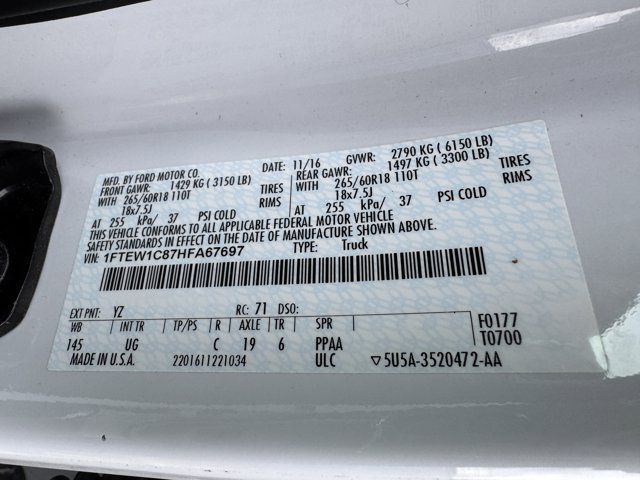 MFD. BY FORD MOTOR CO. DATE: 11/16 GVWR: 2790 KG ( 6150 LB)
FRONT GAWR: 1429 KG ( 3150 LB) REAR GAWR: 1497 KG ( 3300 LB)
WITH 265/60R18 110T TIRES WITH 265/60R18 110T TIRES
18x7.5J RIMS 18x7.5J RIMS
AT 255 kPa/ 37 PSI COLD AT 255 kPa/ 37 PSI COLD
THIS VEHICLE CONFORMS TO ALL APPLICABLE FEDERAL MOTOR VEHICLE
SAFETY STANDARDS IN EFFECT ON THE DATE OF MANUFACTURE SHOWN ABOVE
VIN: 1FTEW1C87HFA67697 TYPE: Truck
EXT PNT: YZ RC: 71 DSO:
WB INT TR TP/PS R AXLE TR SPR F0177
145 UG C 19 6 PPAA T0700
MADE IN U.S.A. 2201611221034 ULC ▽5U5A-3520472-AA